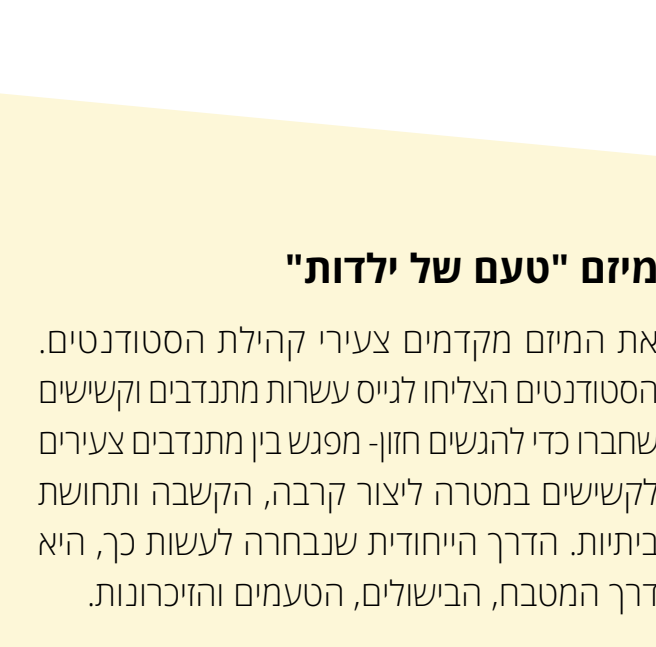 מיזם "טעם של ילדות"
את המיזם מקדמים צעירי קהילת הסטודנטים.
הסטודנטים הצליחו לגייס עשרות מתנדבים וקשישים
שחברו כדי להגשים חזון- מפגש בין מתנדבים צעירים
לקשישים במטרה ליצור קרבה, הקשבה ותחושת
ביתיות. הדרך הייחודית שנבחרה לעשות כך, היא
דרך המטבח, הבישולים, הטעמים והזיכרונות.